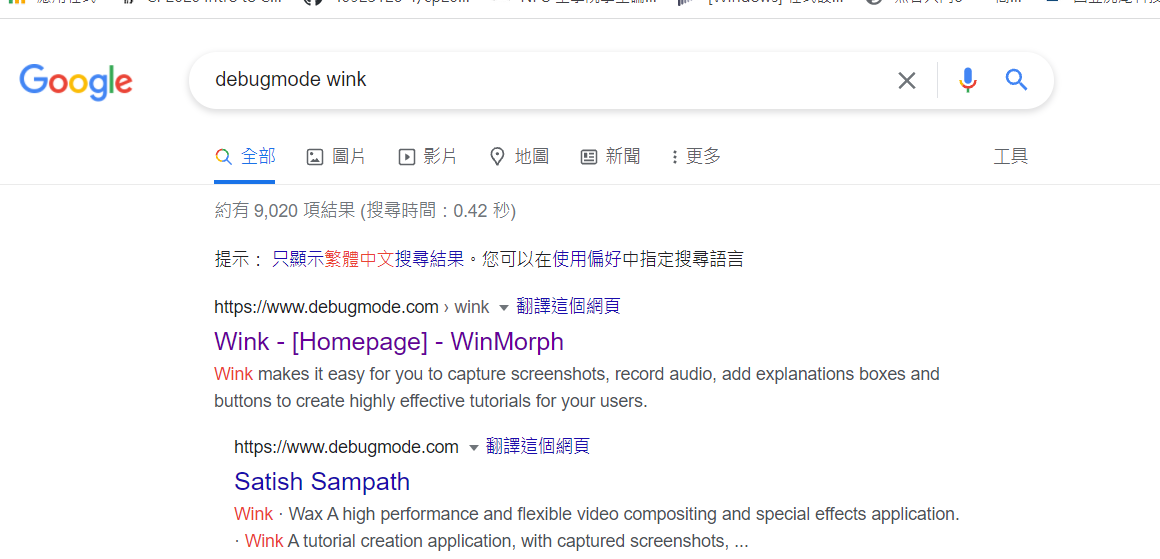 Google
debugmode wink
全部 圖片 影片 地圖 新聞 更多 工具
約有 9,020 項結果 (搜尋時間：0.42 秒)
提示： 只顯示繁體中文搜尋結果。您可以在使用偏好中指定搜尋語言
https://www.debugmode.com › wink 翻譯這個網頁
Wink - [Homepage] - WinMorph
Wink makes it easy for you to capture screenshots, record audio, add explanations boxes and
buttons to create highly effective tutorials for your users.
https://www.debugmode.com 翻譯這個網頁
Satish Sampath
Wink · Wax A high performance and flexible video compositing and special effects application.
· Wink A tutorial creation application, with captured screenshots, ...